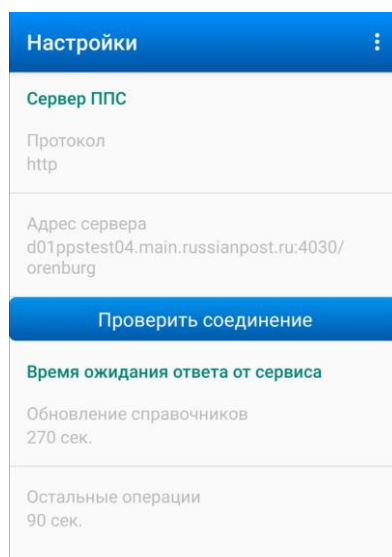 Настройки
Сервер ППС
Протокол
http
Адрес сервера
d01ppstest04.main.russianpost.ru:4030/
orenburg
Проверить соединение
Время ожидания ответа от сервиса
Обновление справочников
270 сек.
Остальные операции
90 сек.